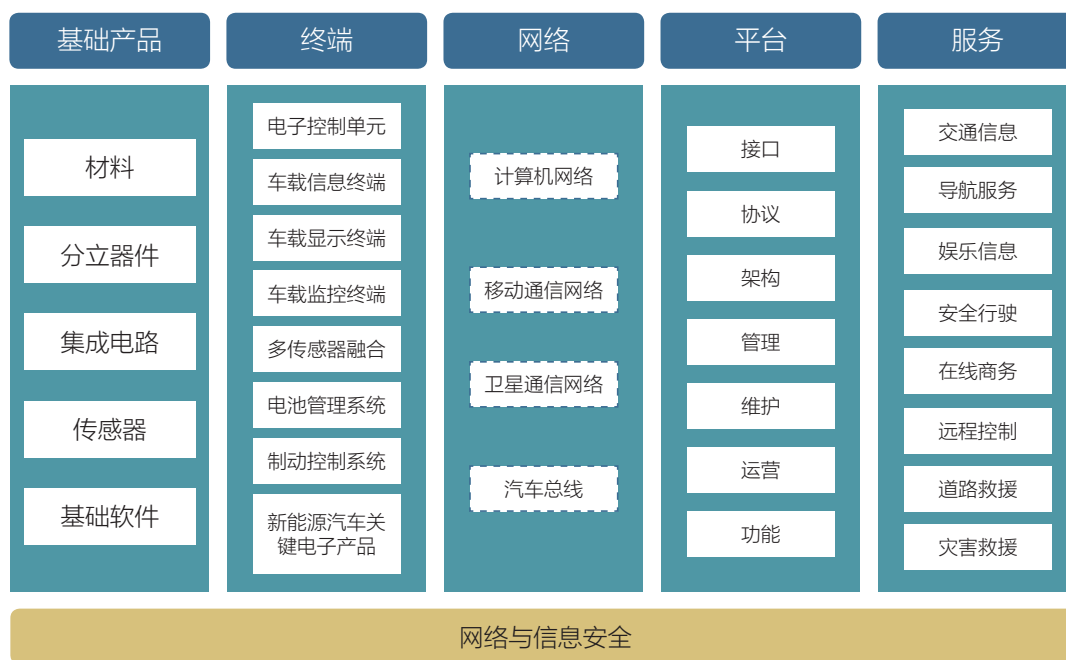 基础产品
终端
网络
平台
服务
材料
分立器件
集成电路
传感器
基础软件
电子控制单元
车载信息终端
车载显示终端
车载监控终端
多传感器融合
电池管理系统
制动控制系统
新能源汽车关
键电子产品
计算机网络
移动通信网络
卫星通信网络
汽车总线
接口
协议
架构
管理
维护
运营
功能
交通信息
导航服务
娱乐信息
安全行驶
在线商务
远程控制
道路救援
灾害救援
网络与信息安全